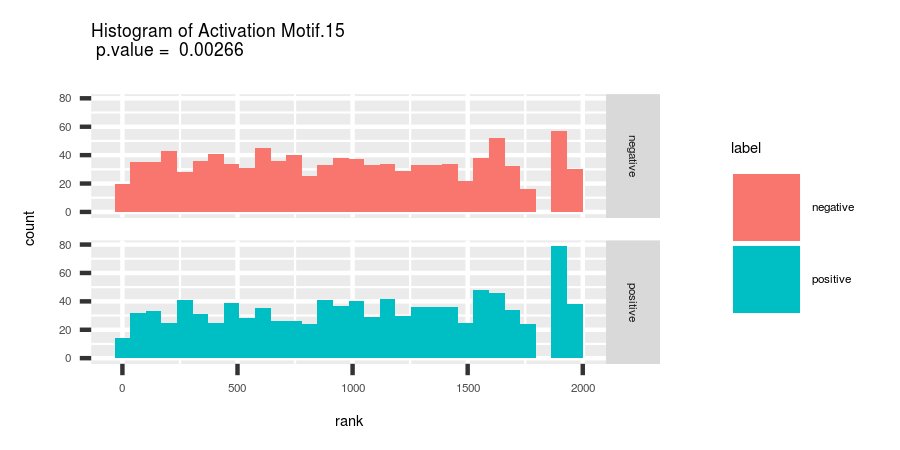 Histogram of Activation Motif.15
p.value = 0.00266
count
80
60
40
20
0
negative
80
60
40
20
0
positive
0 500 1000 1500 2000
rank
label
negative
positive